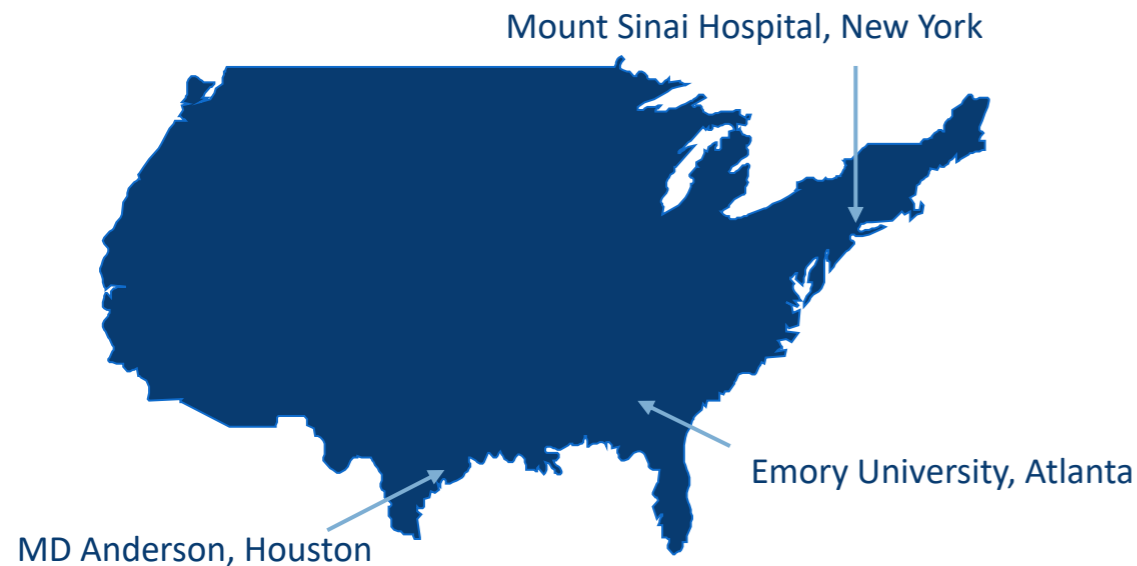 Mount Sinai Hospital, New York
Emory University, Atlanta
MD Anderson, Houston